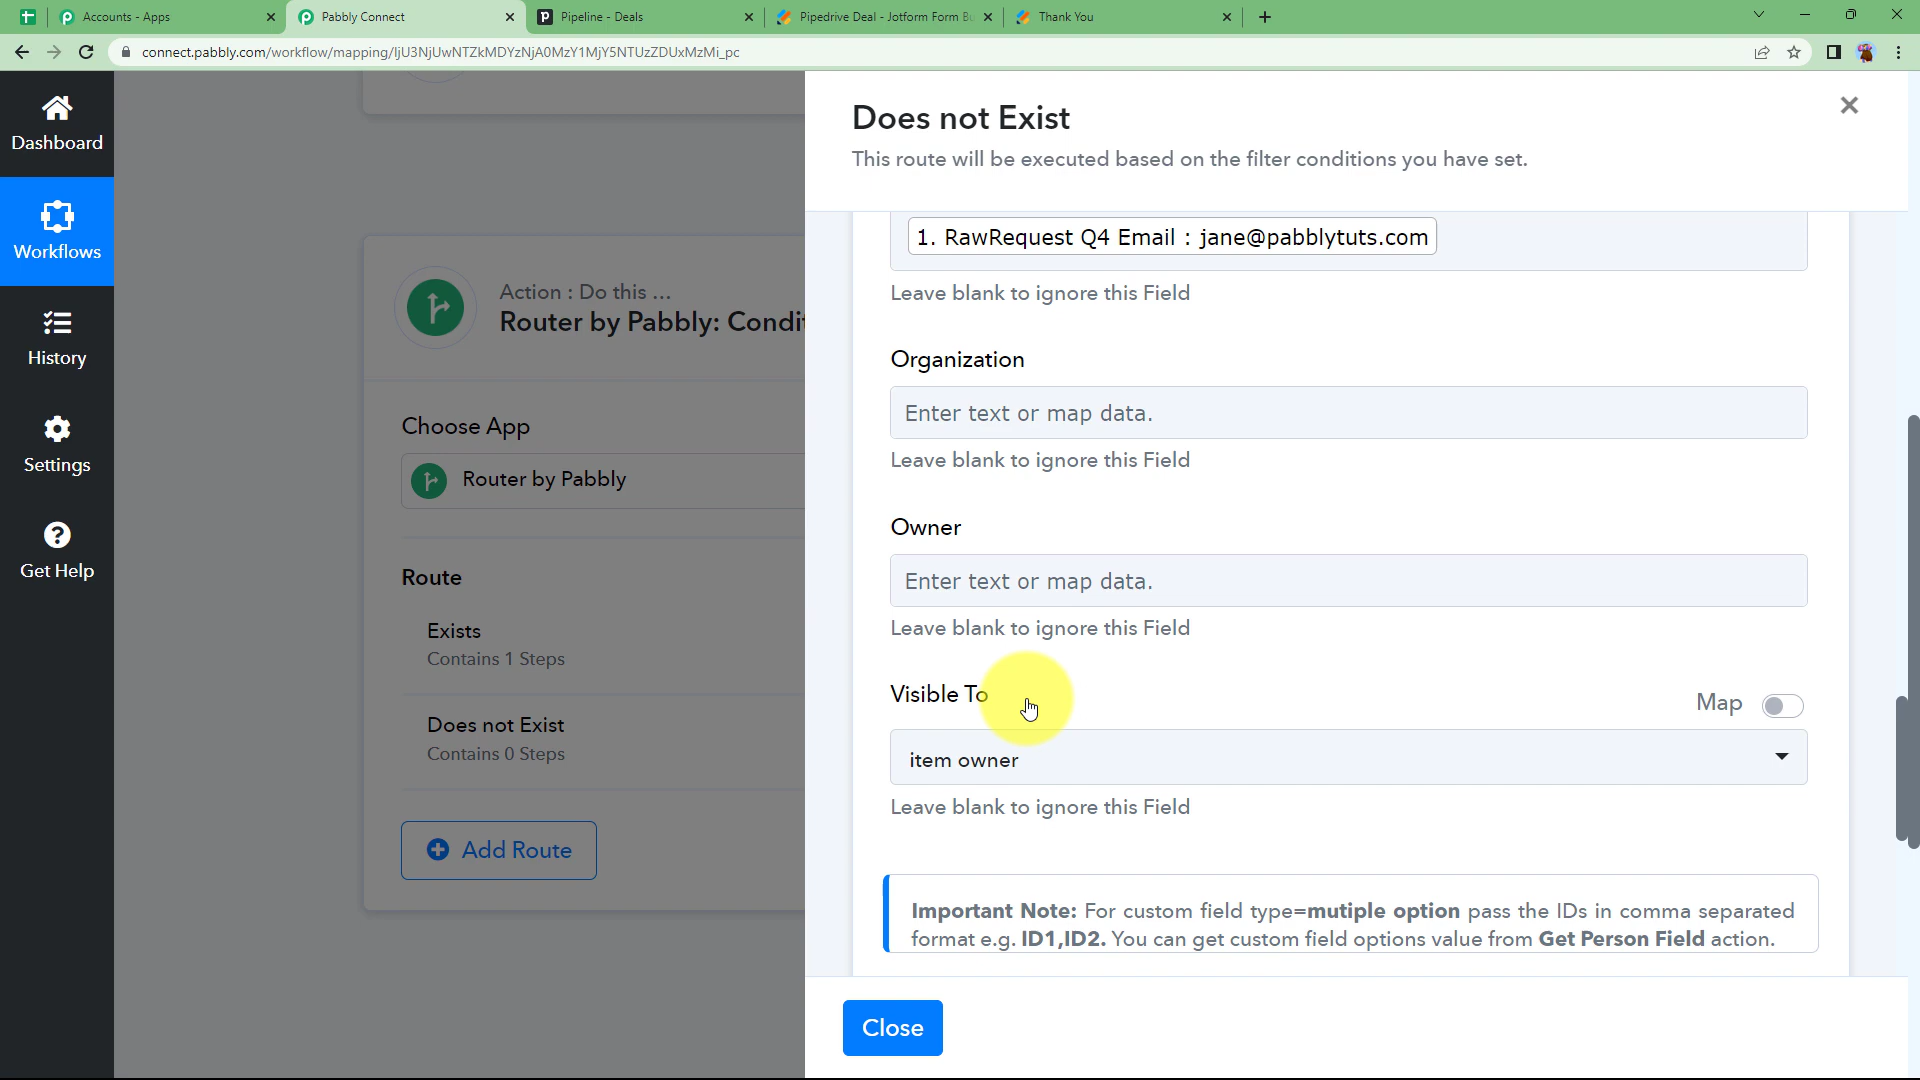 Accounts - Apps
Pabbly Connect
Pipeline - Deals
Pipedrive Deal - Jotform Form Bu
Thank You
connect.pabbly.com/workflow/mapping/IjU3NjUwNTZkMDYzNjA0MzY1MjY5NTUzZDUxMzMi_pc
Dashboard
Workflows
History
Settings
Get Help
Action : Do this ...
Router by Pabbly: Condit
Choose App
Router by Pabbly
Route
Exists
Contains 1 Steps
Does not Exist
Contains 0 Steps
Add Route
Does not Exist
This route will be executed based on the filter conditions you have set.
1. RawRequest Q4 Email : jane@pabblytuts.com
Leave blank to ignore this Field
Organization
Enter text or map data.
Leave blank to ignore this Field
Owner
Enter text or map data.
Leave blank to ignore this Field
Visible To
Map
item owner
Leave blank to ignore this Field
Important Note: For custom field type=mutiple option pass the IDs in comma separated
format e.g. ID1,ID2. You can get custom field options value from Get Person Field action.
Close